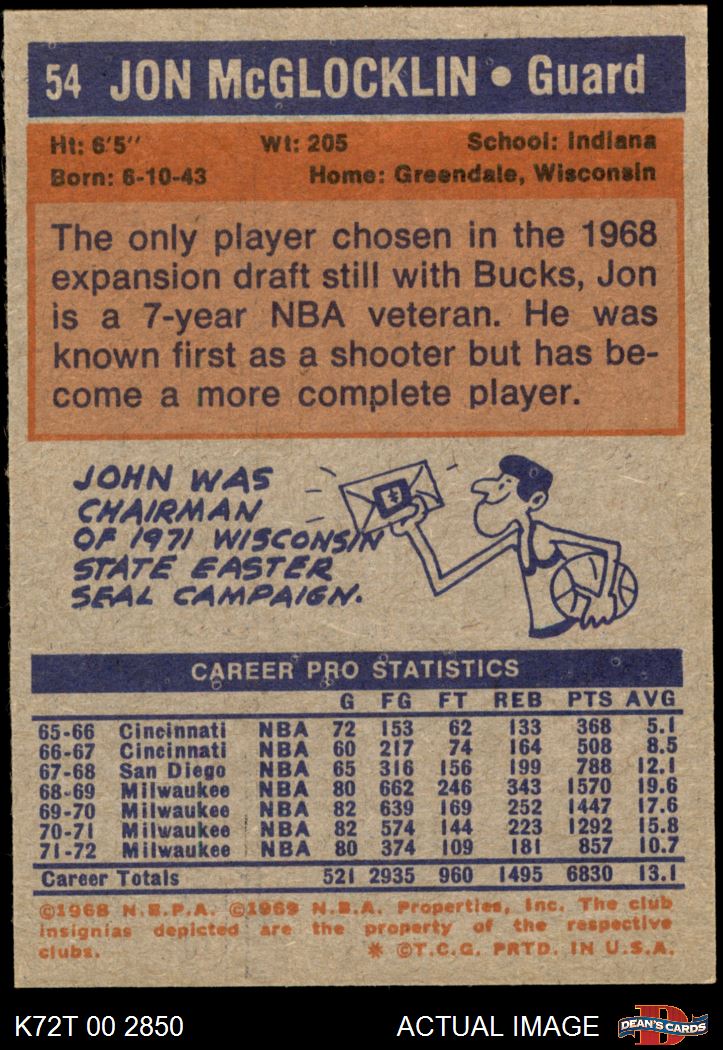 54 JON McGLOCKLIN • Guard
Ht: 6'5" Wt: 205 School: Indiana
Born: 6-10-43 Home: Greendale, Wisconsin
The only player chosen in the 1968
expansion draft still with Bucks, Jon
is a 7-year NBA veteran. He was
known first as a shooter but has be-
come a more complete player.
JOHN WAS
CHAIRMAN
OF 1971 WISCONSIN
STATE EASTER
SEAL CAMPAIGN.
CAREER PRO STATISTICS
G FG FT REB PTS AVG
65-66 Cincinnati NBA 72 153 62 133 368 5.1
66-67 Cincinnati NBA 60 217 74 164 508 8.5
67-68 San Diego NBA 65 316 156 199 788 12.1
68-69 Milwaukee NBA 80 662 246 343 1570 19.6
69-70 Milwaukee NBA 82 639 169 252 1447 17.6
70-71 Milwaukee NBA 82 574 144 223 1292 15.8
71-72 Milwaukee NBA 80 374 109 181 857 10.7
Career Totals 521 2935 960 1495 6830 13.1
©1968 N.B.P.A. ©1969 N.B.A. Properties, Inc. The club
insignias depicted are the property of the respective
clubs. * ©T.C.G. PRTD. IN U.S.A.
K72T 00 2850 ACTUAL IMAGE D DEAN'S CARDS